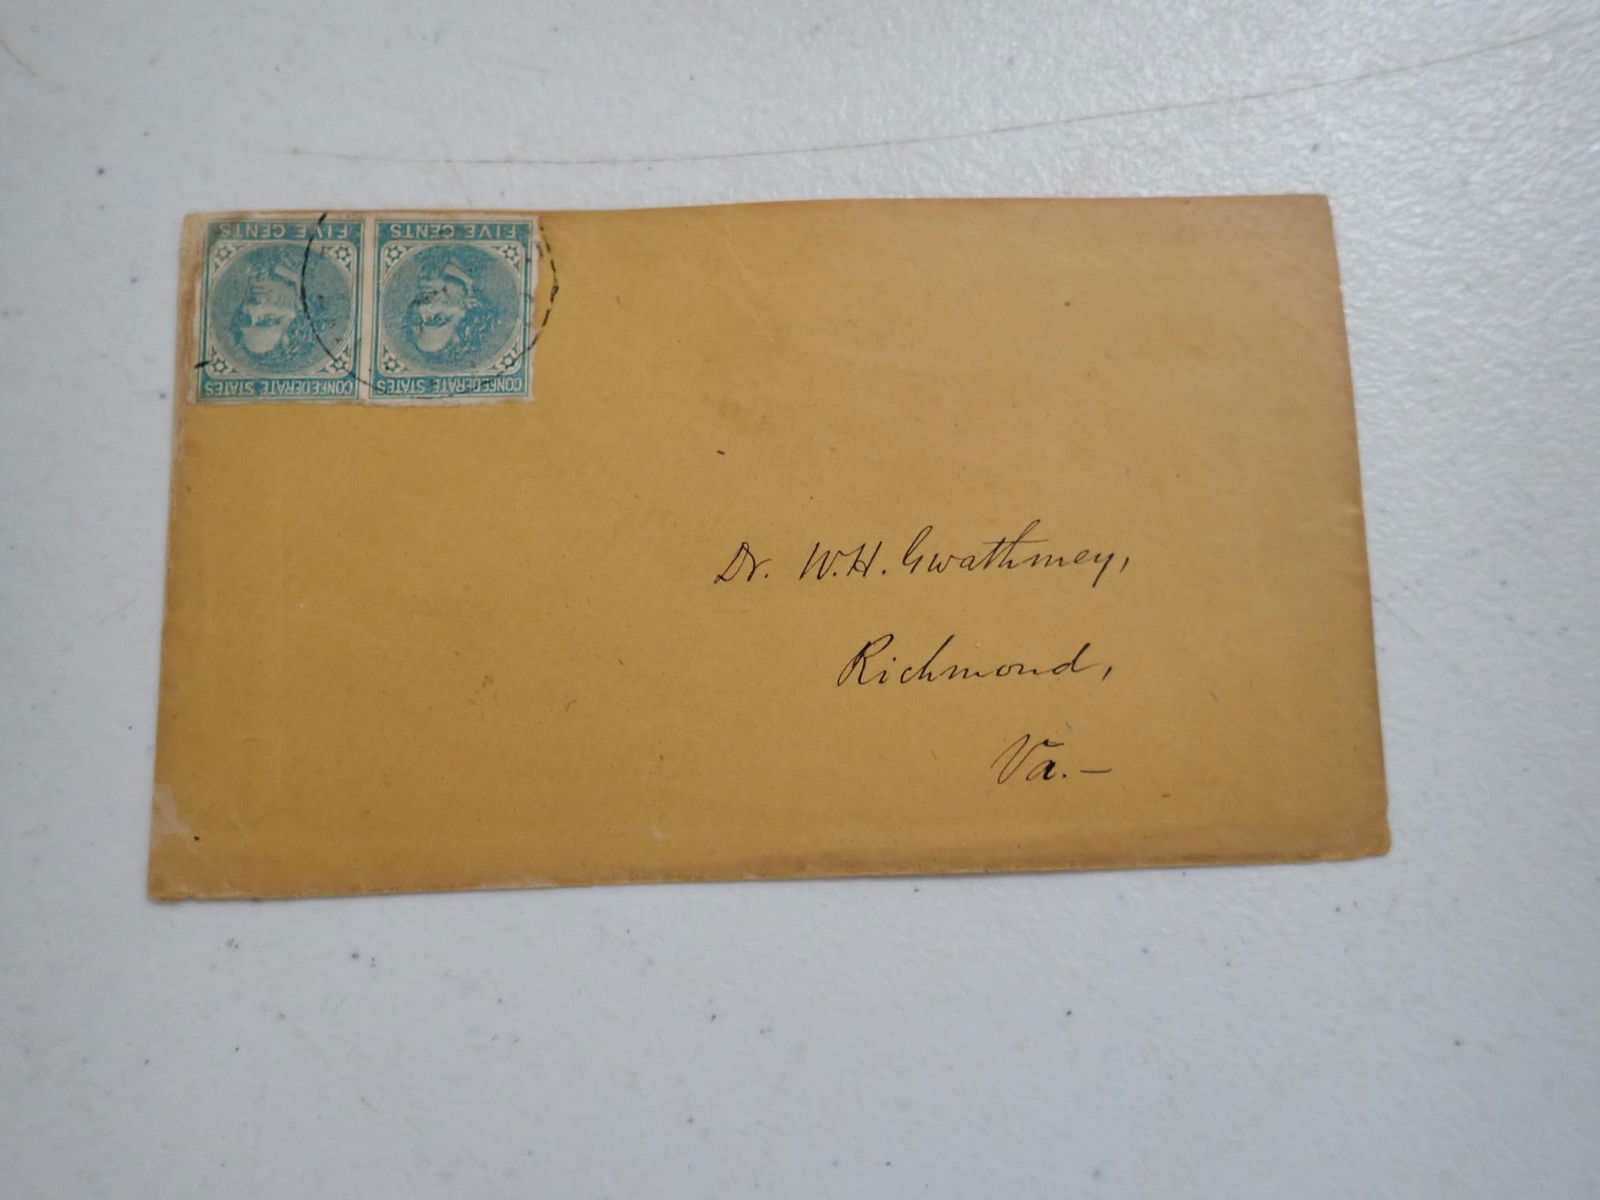 FIVE CENTS
FIVE CENTS
CONFEDERATE STATES
CONFEDERATE STATES
Dr. W.H. Gwathmey,
Richmond,
Va.—